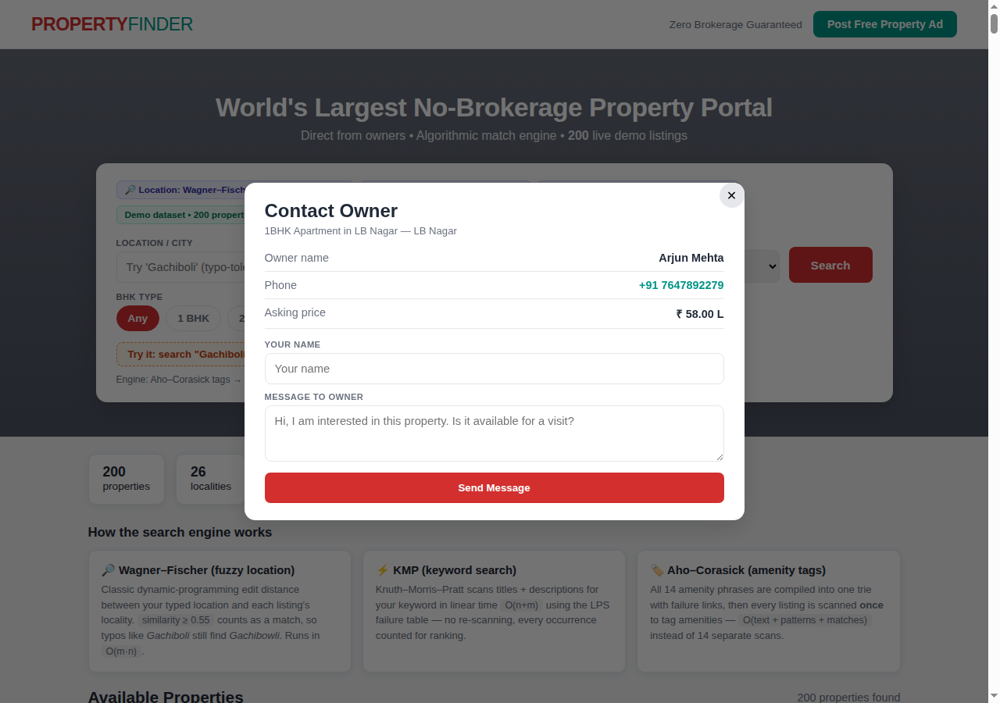 PROPERTYFINDER
Zero Brokerage Guaranteed
Post Free Property Ad
World's Largest No-Brokerage Property Portal
Direct from owners • Algorithmic match engine • 200 live demo listings
🔎 Location: Wagner–Fisch
Demo dataset • 200 propert
LOCATION / CITY
Try 'Gachiboli' (typo-tole
Search
BHK TYPE
Any
1 BHK
2
Try it: search "Gachiboli
Engine: Aho–Corasick tags →
✕
Contact Owner
1BHK Apartment in LB Nagar — LB Nagar
Owner name
Arjun Mehta
Phone
+91 7647892279
Asking price
₹ 58.00 L
YOUR NAME
Your name
MESSAGE TO OWNER
Hi, I am interested in this property. Is it available for a visit?
Send Message
200
properties
26
localities
How the search engine works
🔎 Wagner–Fischer (fuzzy location)
Classic dynamic-programming edit distance
between your typed location and each listing's
locality. similarity ≥ 0.55 counts as a match, so
typos like Gachiboli still find Gachibowli. Runs in
O(m·n) .
⚡ KMP (keyword search)
Knuth–Morris–Pratt scans titles + descriptions for
your keyword in linear time O(n+m) using the LPS
failure table — no re-scanning, every occurrence
counted for ranking.
🏷️ Aho–Corasick (amenity tags)
All 14 amenity phrases are compiled into one trie
with failure links, then every listing is scanned once
to tag amenities — O(text + patterns + matches)
instead of 14 separate scans.
Available Properties
200 properties found